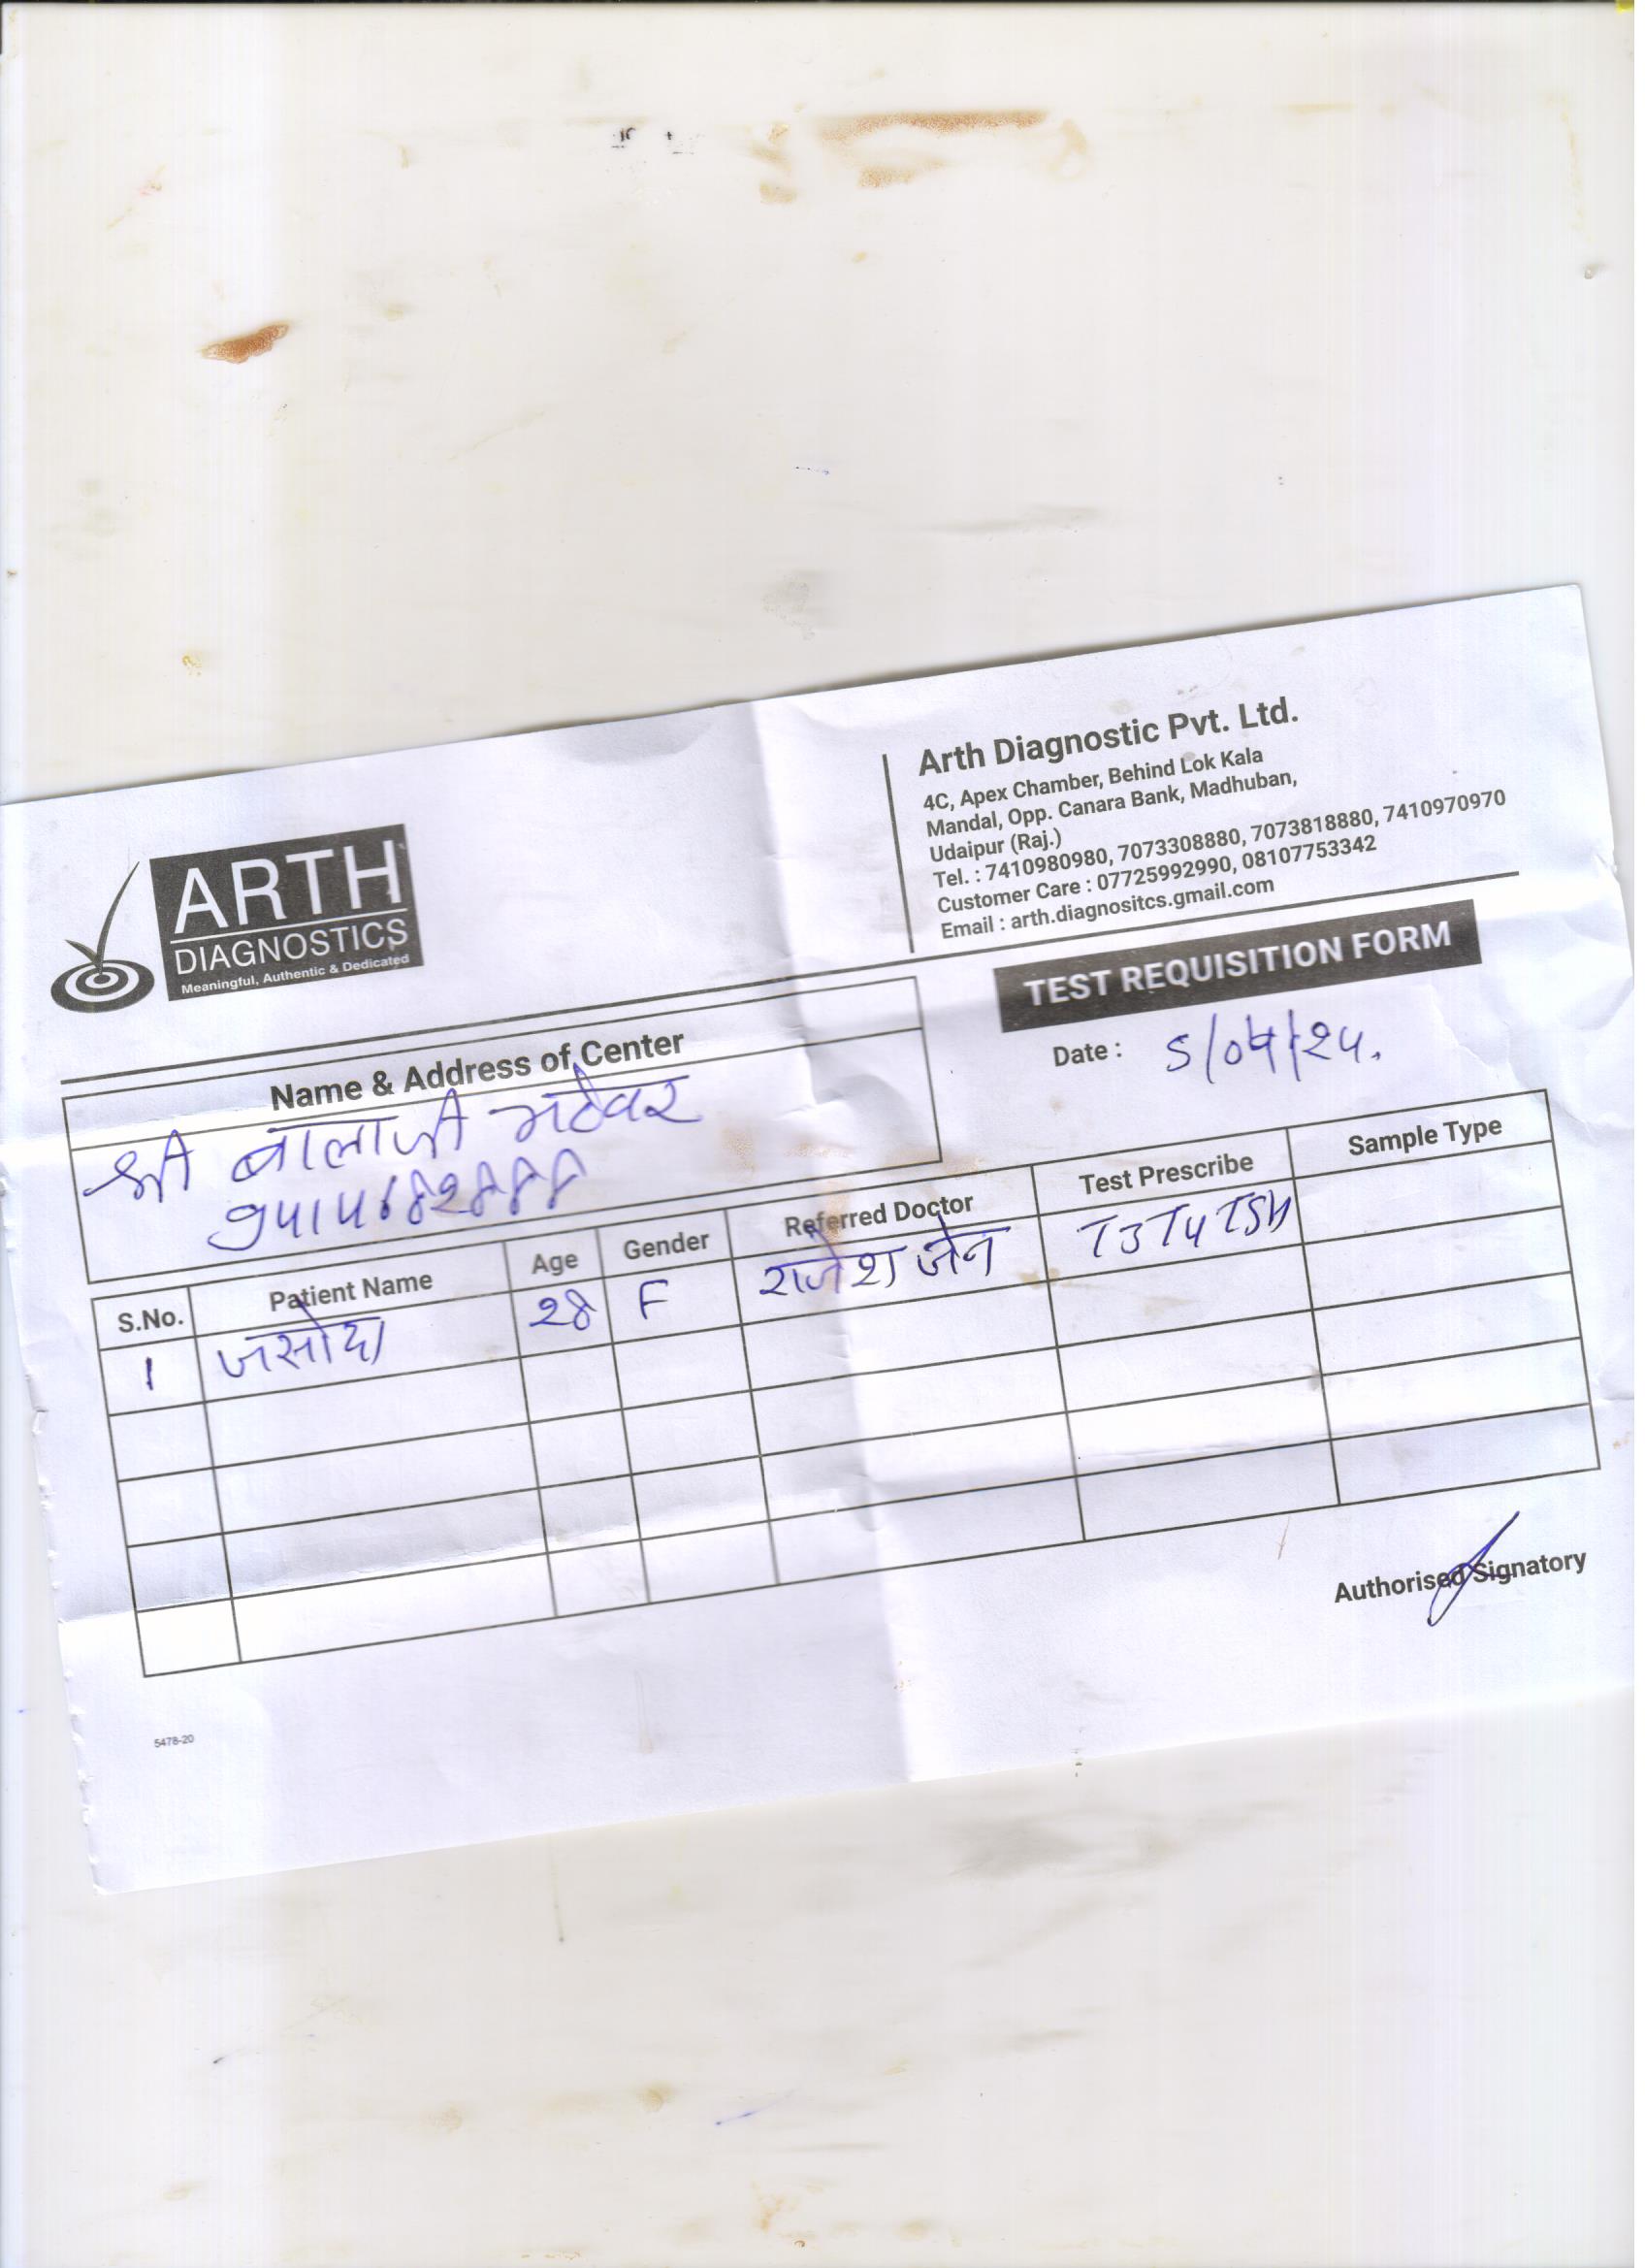 ARTH
DIAGNOSTICS
Meaningful, Authentic & Dedicated
Arth Diagnostic Pvt. Ltd.
4C, Apex Chamber, Behind Lok Kala
Mandal, Opp. Canara Bank, Madhuban,
Udaipur (Raj.)
Tel. : 7410980980, 7073308880, 7073818880, 7410970970
Customer Care : 07725992990, 08107753342
Email : arth.diagnositcs.gmail.com
TEST REQUISITION FORM
Date : 5/04/24.
Name & Address of Center
श्री बालाजी भटेवर
S.No. Patient Name Age Gender Referred Doctor Test Prescribe Sample Type
1 जसोदा 28 F राजेश जैन T3 T4 TSH
Authorised Signatory
5478-20